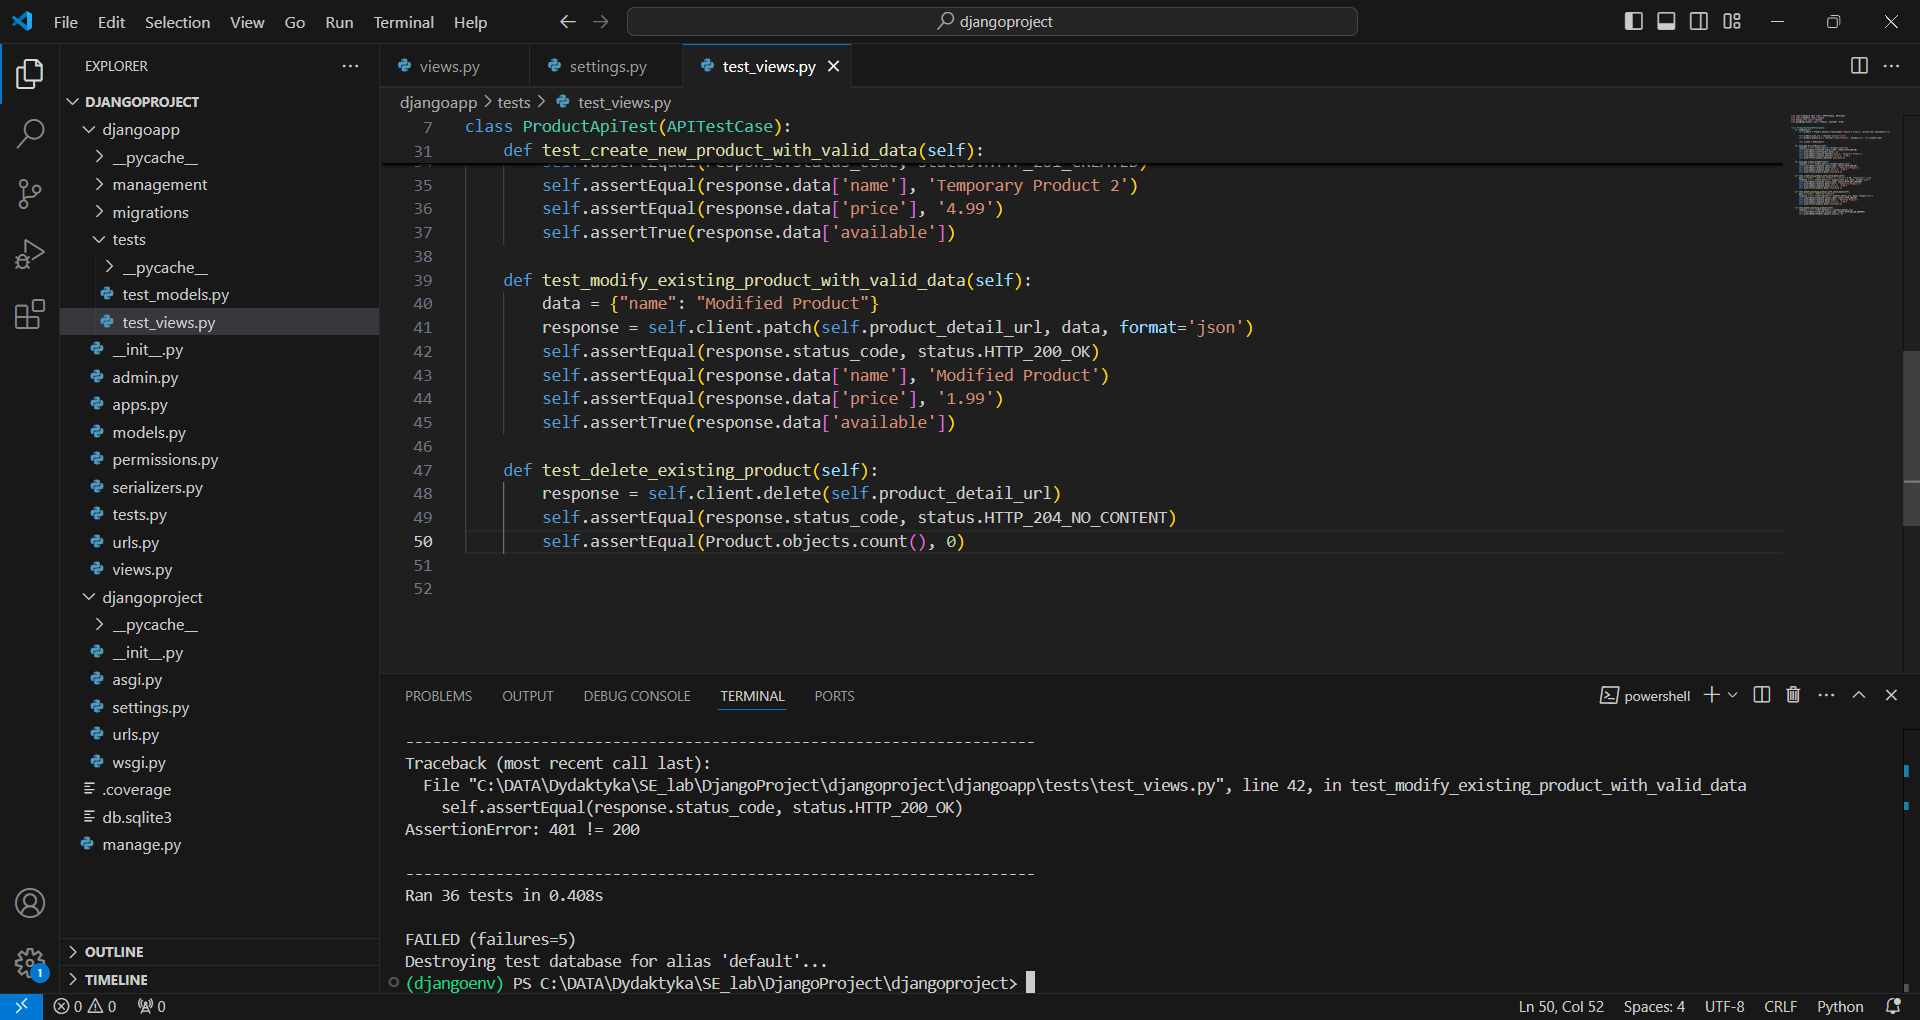 File Edit Selection View Go Run Terminal Help
djangoproject
EXPLORER
DJANGOPROJECT
djangoapp
__pycache__
management
migrations
tests
__pycache__
test_models.py
test_views.py
__init__.py
admin.py
apps.py
models.py
permissions.py
serializers.py
tests.py
urls.py
views.py
djangoproject
__pycache__
__init__.py
asgi.py
settings.py
urls.py
wsgi.py
.coverage
db.sqlite3
manage.py
OUTLINE
TIMELINE
views.py settings.py test_views.py
djangoapp > tests > test_views.py
7 class ProductApiTest(APITestCase):
31 def test_create_new_product_with_valid_data(self):
35 self.assertEqual(response.data['name'], 'Temporary Product 2')
36 self.assertEqual(response.data['price'], '4.99')
37 self.assertTrue(response.data['available'])
38
39 def test_modify_existing_product_with_valid_data(self):
40 data = {"name": "Modified Product"}
41 response = self.client.patch(self.product_detail_url, data, format='json')
42 self.assertEqual(response.status_code, status.HTTP_200_OK)
43 self.assertEqual(response.data['name'], 'Modified Product')
44 self.assertEqual(response.data['price'], '1.99')
45 self.assertTrue(response.data['available'])
46
47 def test_delete_existing_product(self):
48 response = self.client.delete(self.product_detail_url)
49 self.assertEqual(response.status_code, status.HTTP_204_NO_CONTENT)
50 self.assertEqual(Product.objects.count(), 0)
51
52
PROBLEMS OUTPUT DEBUG CONSOLE TERMINAL PORTS
powershell
----------------------------------------------------------------------
Traceback (most recent call last):
File "C:\DATA\Dydaktyka\SE_lab\DjangoProject\djangoproject\djangoapp\tests\test_views.py", line 42, in test_modify_existing_product_with_valid_data
self.assertEqual(response.status_code, status.HTTP_200_OK)
AssertionError: 401 != 200
----------------------------------------------------------------------
Ran 36 tests in 0.408s
FAILED (failures=5)
Destroying test database for alias 'default'...
(djangoenv) PS C:\DATA\Dydaktyka\SE_lab\DjangoProject\djangoproject>
1
0 0 0
Ln 50, Col 52 Spaces: 4 UTF-8 CRLF Python